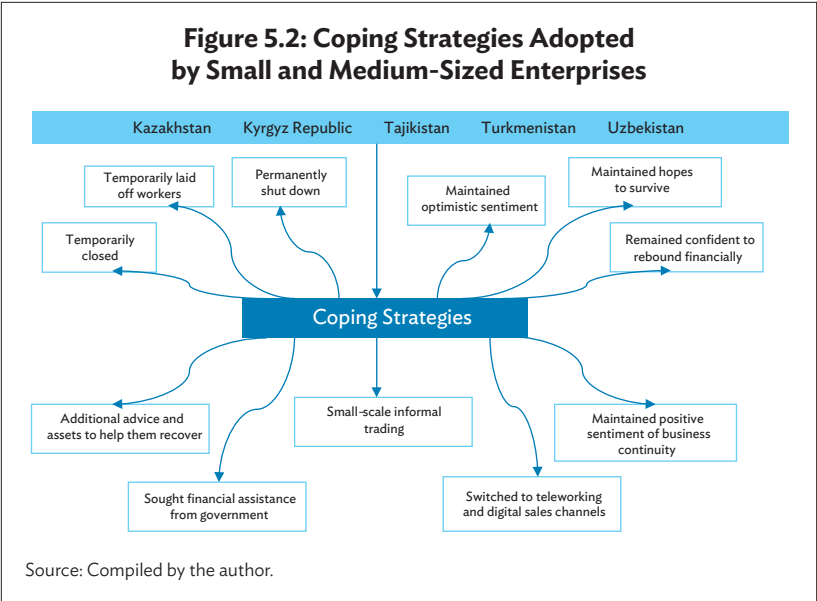 Figure 5.2: Coping Strategies Adopted
by Small and Medium-Sized Enterprises
Kazakhstan Kyrgyz Republic Tajikistan Turkmenistan Uzbekistan
Temporarily laid
off workers
Permanently
shut down
Maintained
optimistic sentiment
Maintained hopes
to survive
Temporarily
closed
Remained confident to
rebound financially
Coping Strategies
Additional advice and
assets to help them recover
Small-scale informal
trading
Maintained positive
sentiment of business
continuity
Sought financial assistance
from government
Switched to teleworking
and digital sales channels
Source: Compiled by the author.